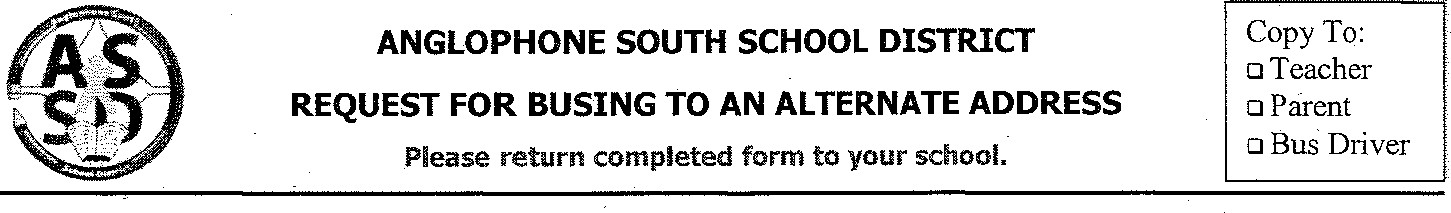 AS
SD
ANGLOPHONE SOUTH SCHOOL DISTRICT
REQUEST FOR BUSING TO AN ALTERNATE ADDRESS
Please return completed form to your school.
Copy To:
□ Teacher
□ Parent
□ Bus Driver